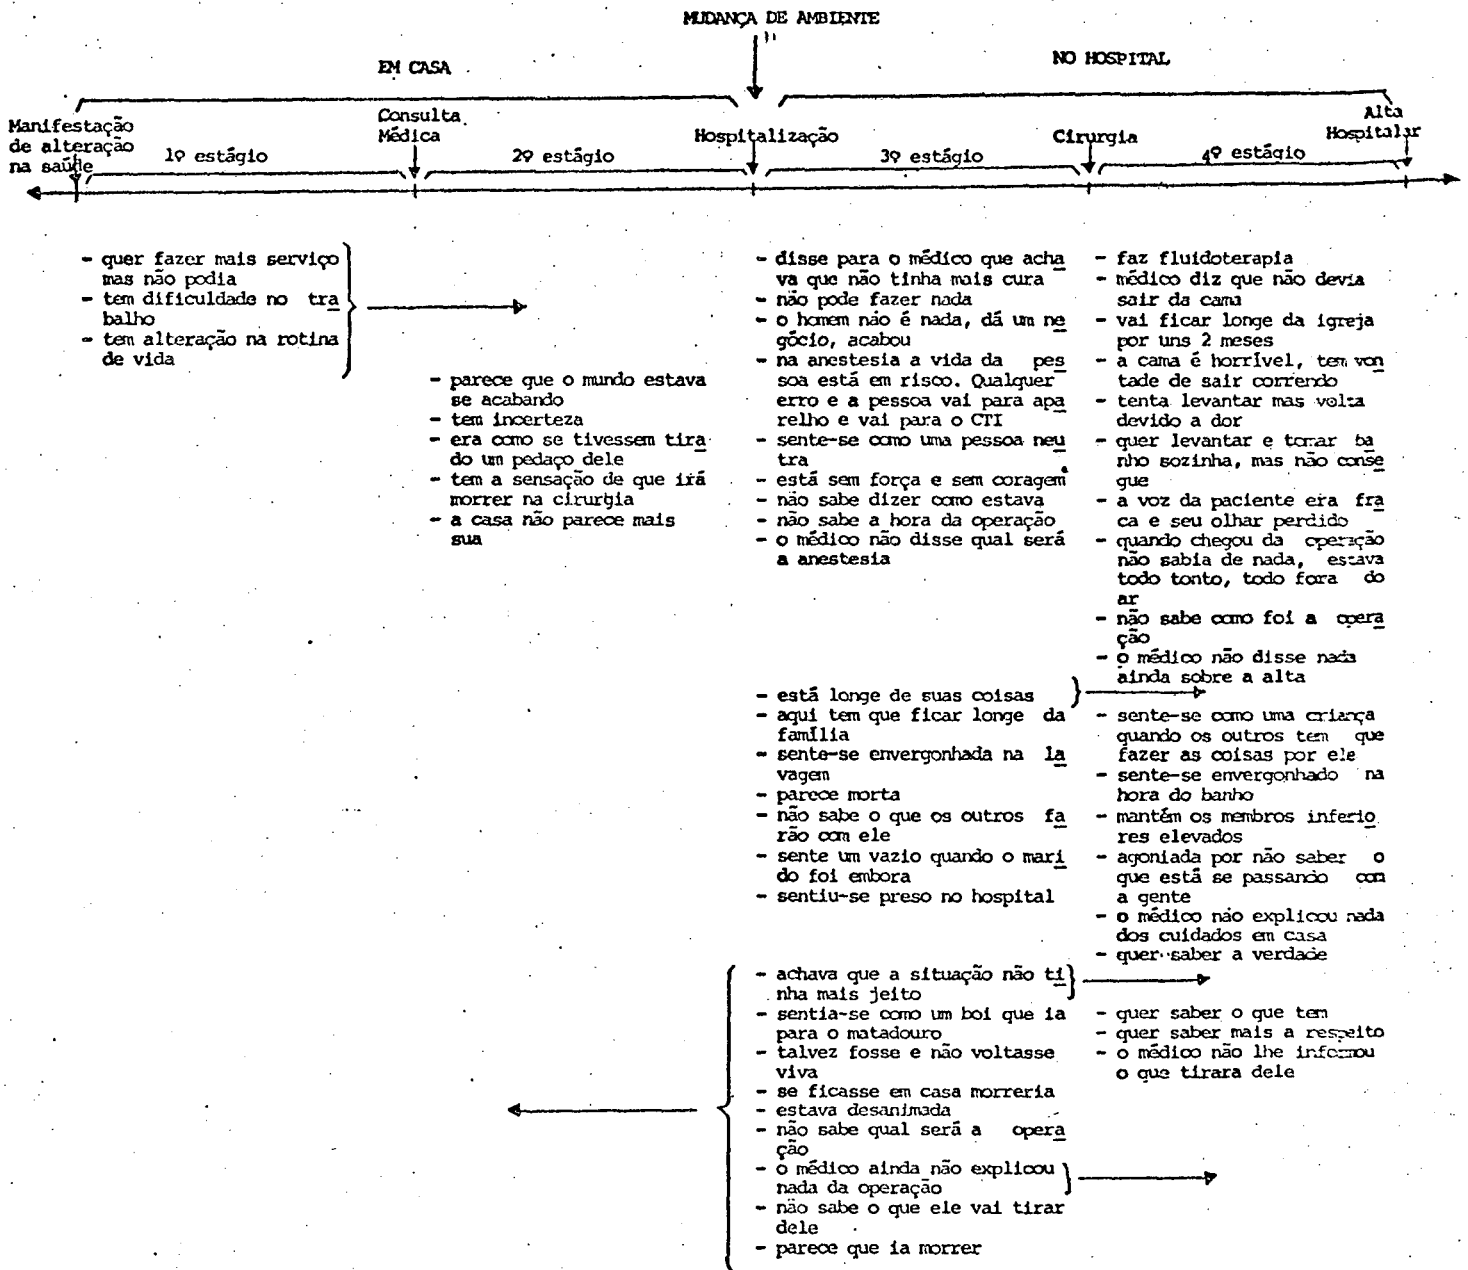 MUDANÇA DE AMBIENTE
EM CASA
NO HOSPITAL
Manifestação
de alteração
na saúde
1º estágio
Consulta
Médica
2º estágio
Hospitalização
3º estágio
Cirurgia
4º estágio
Alta
Hospitalar
- quer fazer mais serviço
mas não podia
- tem dificuldade no tra
balho
- tem alteração na rotina
de vida
- parece que o mundo estava
se acabando
- tem incerteza
- era como se tivessem tira
do um pedaço dele
- tem a sensação de que irá
morrer na cirurgia
- a casa não parece mais
sua
- disse para o médico que acha
va que não tinha mais cura
- não pode fazer nada
- o homem não é nada, dá um ne
gócio, acabou
- na anestesia a vida da pes
soa está em risco. Qualquer
erro e a pessoa vai para apa
relho e vai para o CTI
- sente-se como uma pessoa neu
tra
- está sem força e sem coragem
- não sabe dizer como estava
- não sabe a hora da operação
- o médico não disse qual será
a anestesia
- está longe de suas coisas
- aqui tem que ficar longe da
família
- sente-se envergonhada na la
vagem
- parece morta
- não sabe o que os outros fa
rão com ele
- sente um vazio quando o mari
do foi embora
- sentiu-se preso no hospital
- achava que a situação não ti
nha mais jeito
- sentia-se como um boi que ia
para o matadouro
- talvez fosse e não voltasse
viva
- se ficasse em casa morreria
- estava desanimada
- não sabe qual será a opera
ção
- o médico ainda não explicou
nada da operação
- não sabe o que ele vai tirar
dele
- parece que ia morrer
- faz fluidoterapia
- médico diz que não devia
sair da cama
- vai ficar longe da igreja
por uns 2 meses
- a cama é horrível, tem von
tade de sair correndo
- tenta levantar mas volta
devido a dor
- quer levantar e tomar ba
nho sozinha, mas não conse
gue
- a voz da paciente era fra
ca e seu olhar perdido
- quando chegou da operação
não sabia de nada, estava
todo tonto, todo fora do
ar
- não sabe como foi a opera
ção
- o médico não disse nada
ainda sobre a alta
- sente-se como uma criança
quando os outros tem que
fazer as coisas por ele
- sente-se envergonhado na
hora do banho
- mantém os membros inferio
res elevados
- agoniada por não saber o
que está se passando com
a gente
- o médico não explicou nada
dos cuidados em casa
- quer saber a verdade
- quer saber o que tem
- quer saber mais a respeito
- o médico não lhe informou
o que tirara dele